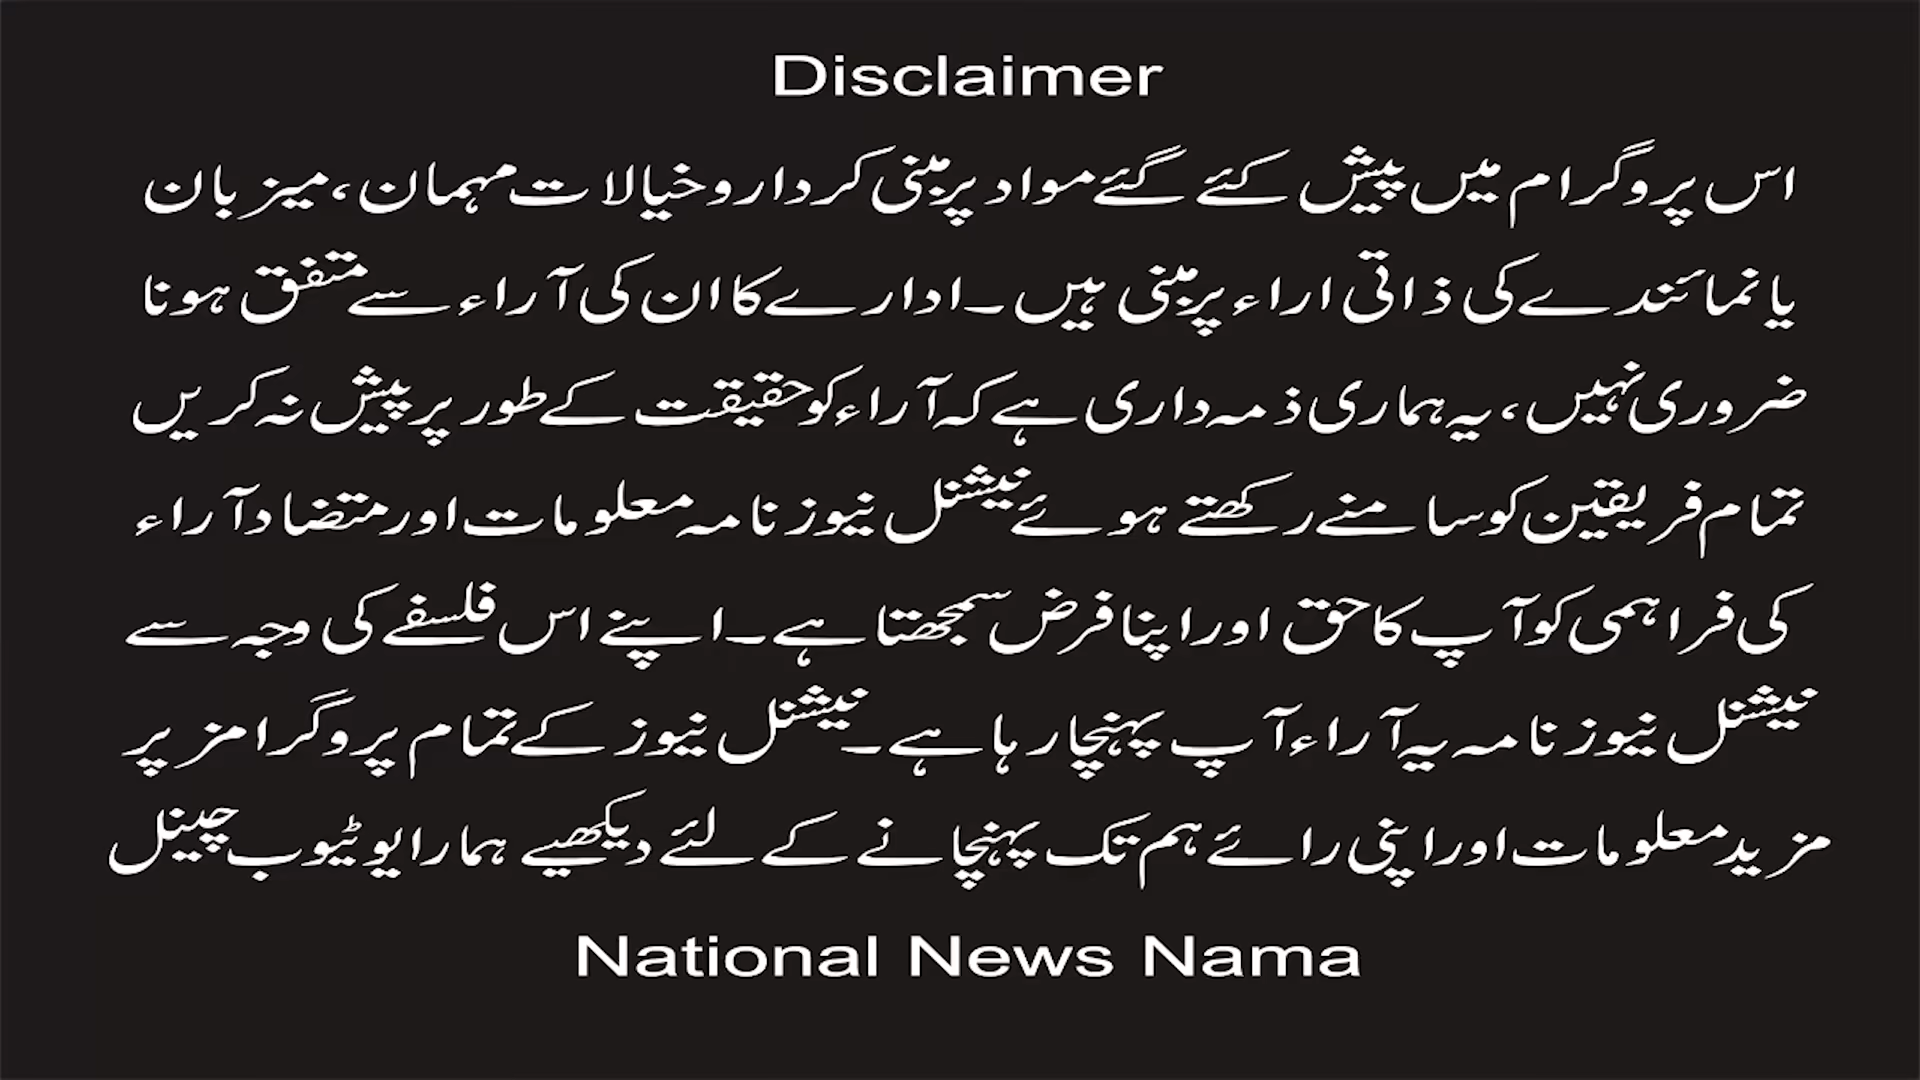 Disclaimer
اس پروگرام میں پیش کئے گئے مواد پر مبنی کردار و خیالات مہمان، میزبان
یا نمائندے کی ذاتی اراء پر مبنی ہیں۔ ادارے کا ان کی آراء سے متفق ہونا
ضروری نہیں، یہ ہماری ذمہ داری ہے کہ آراء کو حقیقت کے طور پر پیش نہ کریں
تمام فریقین کو سامنے رکھتے ہوئے نیشنل نیوز نامہ معلومات اور متضاد آراء
کی فراہمی کو آپ کا حق اور اپنا فرض سمجھتا ہے۔ اپنے اس فلسفے کی وجہ سے
نیشنل نیوز نامہ یہ آراء آپ پہنچا رہا ہے۔ نیشنل نیوز کے تمام پروگرامز پر
مزید معلومات اور اپنی رائے ہم تک پہنچانے کے لئے دیکھیے ہمارا یوٹیوب چینل
National News Nama